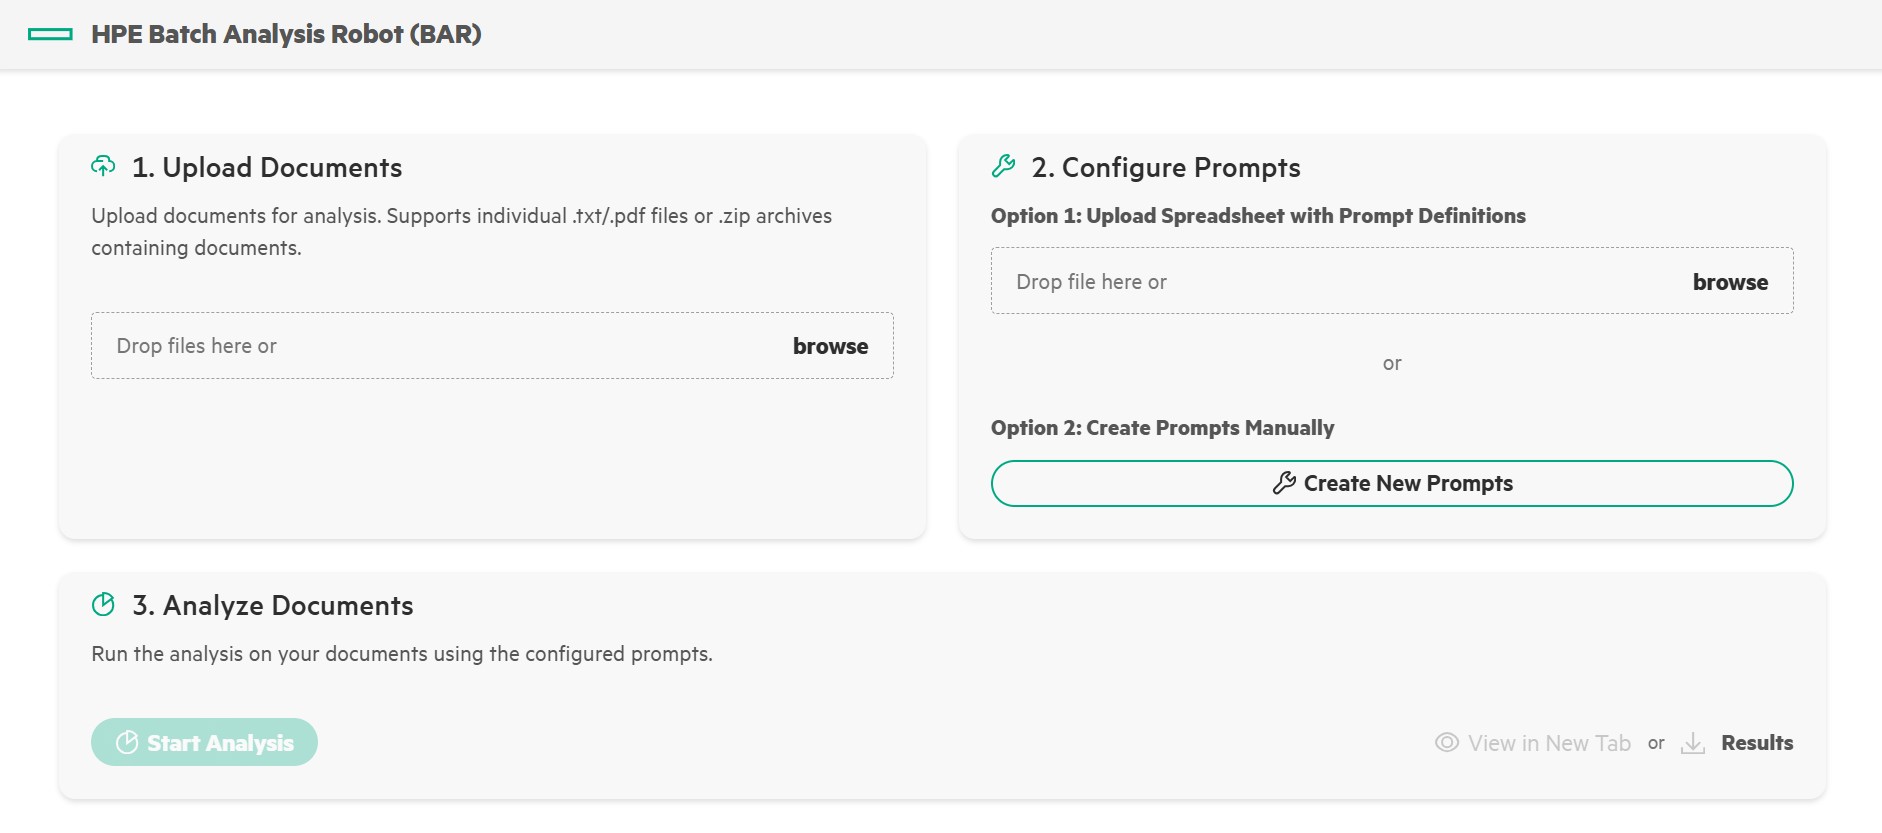 HPE Batch Analysis Robot (BAR)
1. Upload Documents
Upload documents for analysis. Supports individual .txt/.pdf files or .zip archives
containing documents.
Drop files here or
browse
2. Configure Prompts
Option 1: Upload Spreadsheet with Prompt Definitions
Drop file here or
browse
or
Option 2: Create Prompts Manually
Create New Prompts
3. Analyze Documents
Run the analysis on your documents using the configured prompts.
Start Analysis
View in New Tab or Results